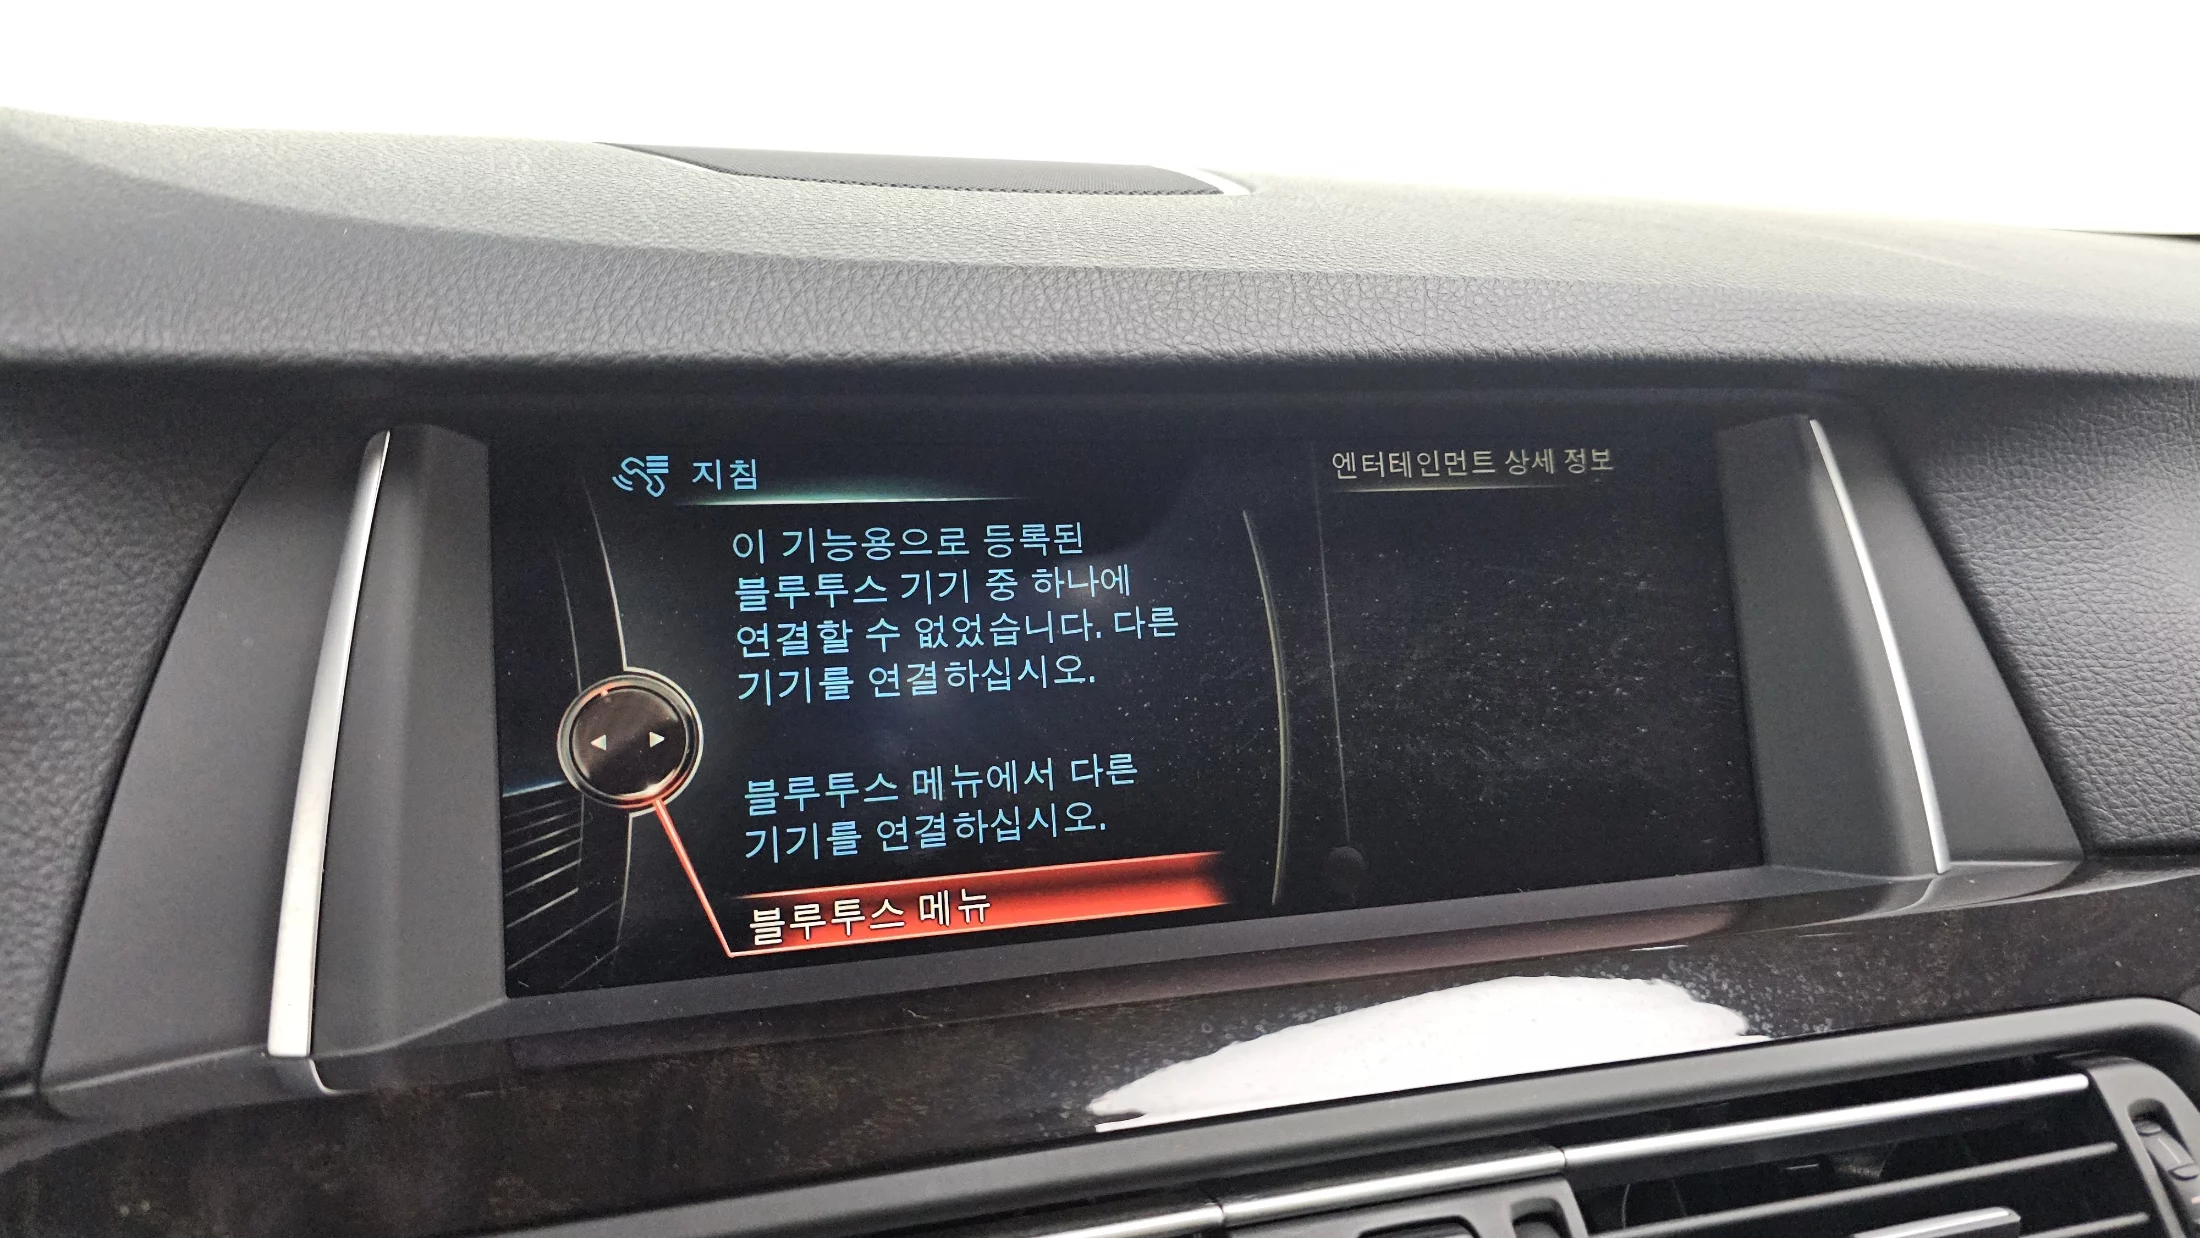 지침
이 기능용으로 등록된
블루투스 기기 중 하나에
연결할 수 없었습니다. 다른
기기를 연결하십시오.
블루투스 메뉴에서 다른
기기를 연결하십시오.
블루투스 메뉴
엔터테인먼트 상세 정보